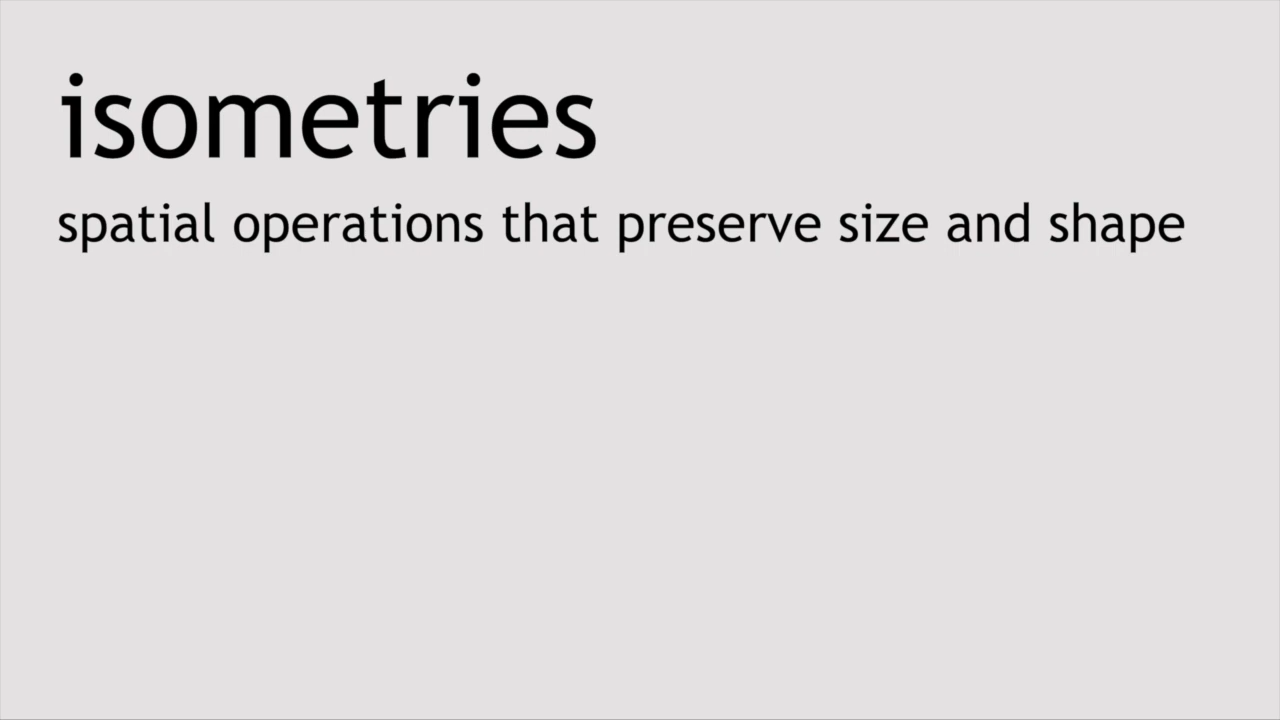 isometries
spatial operations that preserve size and shape